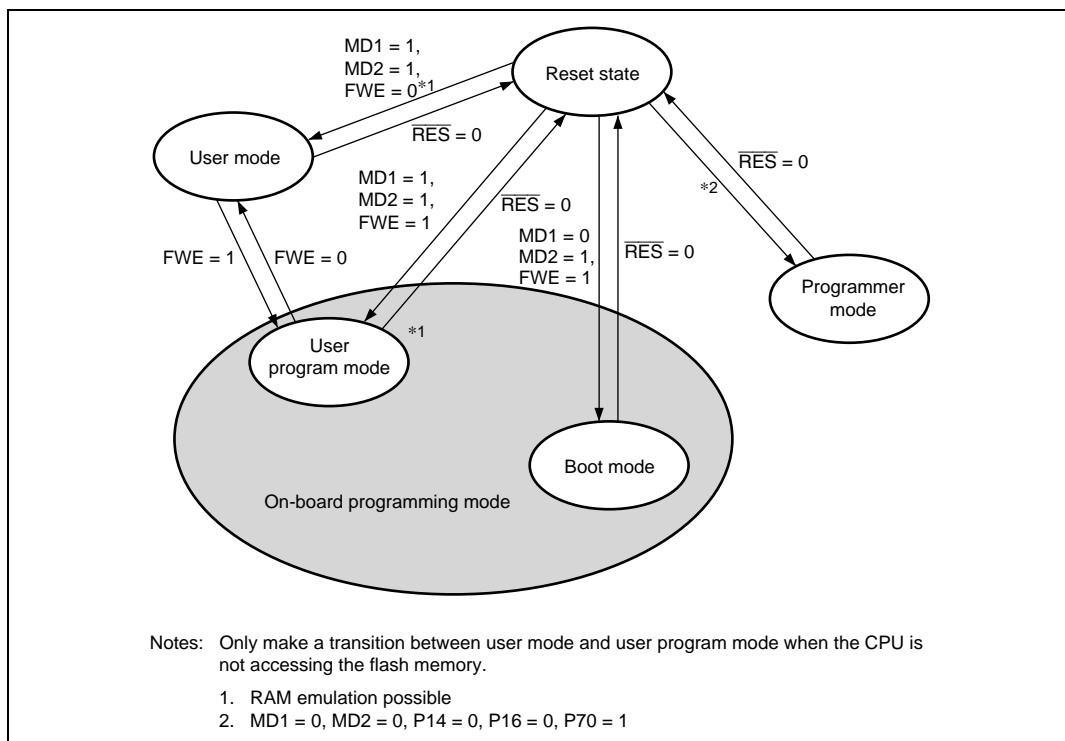 MD1 = 1,
MD2 = 1,
FWE = 0*1
Reset state
RES = 0
User mode
RES = 0
MD1 = 1,
MD2 = 1,
FWE = 1
*2
RES = 0
MD1 = 0
MD2 = 1,
FWE = 1
RES = 0
FWE = 1
FWE = 0
Programmer
mode
User
program mode
*1
Boot mode
On-board programming mode
Notes: Only make a transition between user mode and user program mode when the CPU is
not accessing the flash memory.
1. RAM emulation possible
2. MD1 = 0, MD2 = 0, P14 = 0, P16 = 0, P70 = 1